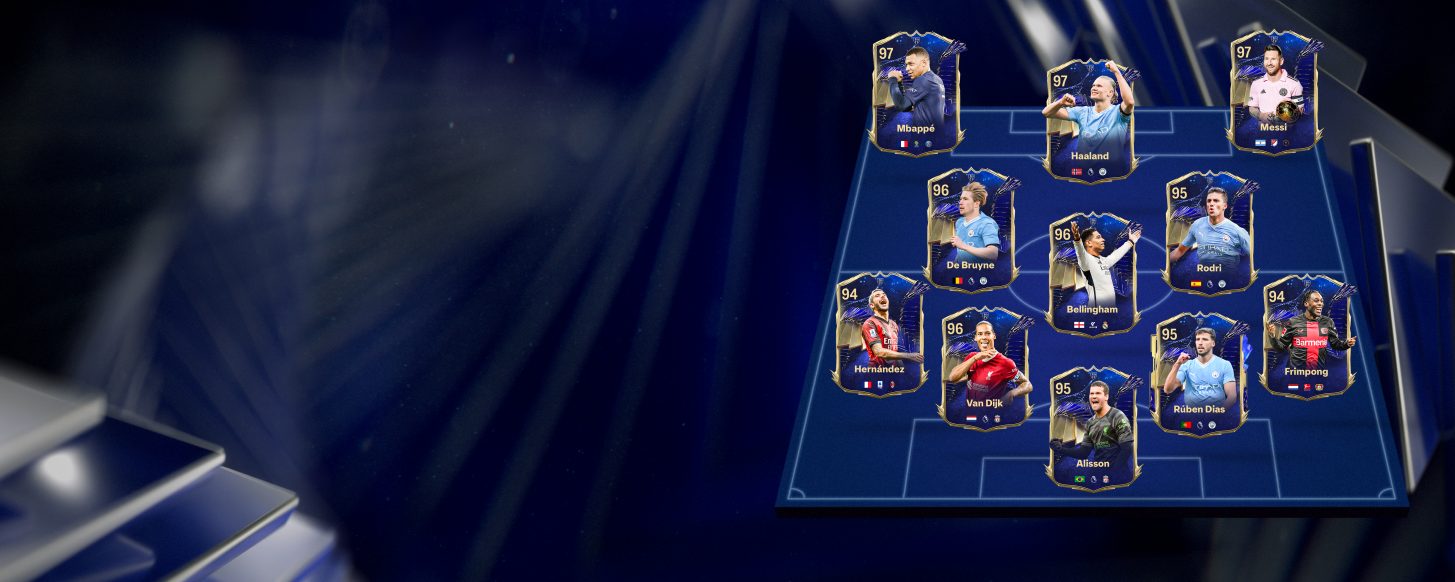 97
Mbappé
97
Haaland
97
Messi
96
De Bruyne
96
Bellingham
95
Rodri
94
Hernández
96
Van Dijk
95
Alisson
95
Rúben Dias
94
Barmenia
Frimpong